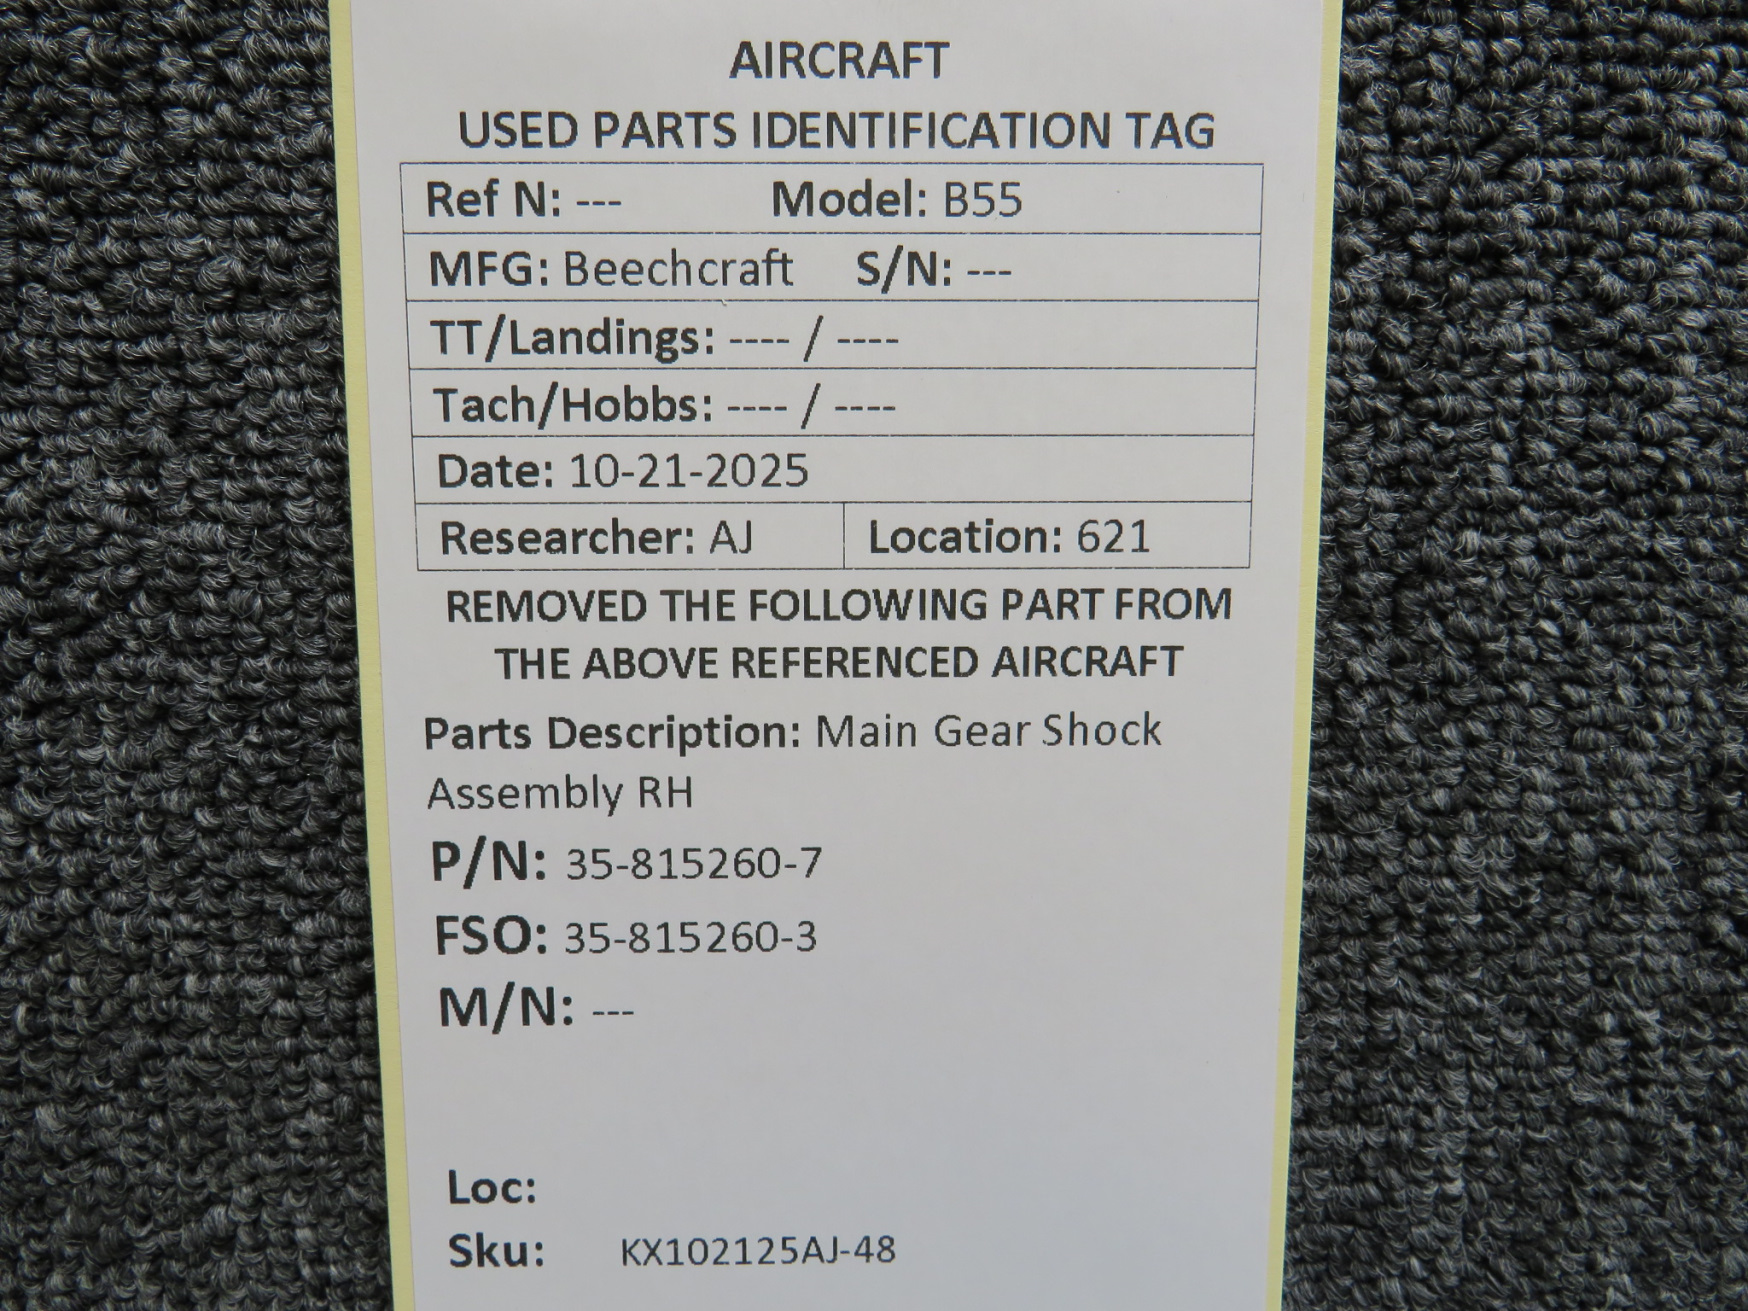 AIRCRAFT
USED PARTS IDENTIFICATION TAG
Ref N: --- Model: B55
MFG: Beechcraft S/N: ---
TT/Landings: ---- / ----
Tach/Hobbs: ---- / ----
Date: 10-21-2025
Researcher: AJ Location: 621
REMOVED THE FOLLOWING PART FROM
THE ABOVE REFERENCED AIRCRAFT
Parts Description: Main Gear Shock
Assembly RH
P/N: 35-815260-7
FSO: 35-815260-3
M/N: ---
Loc:
Sku: KX102125AJ-48